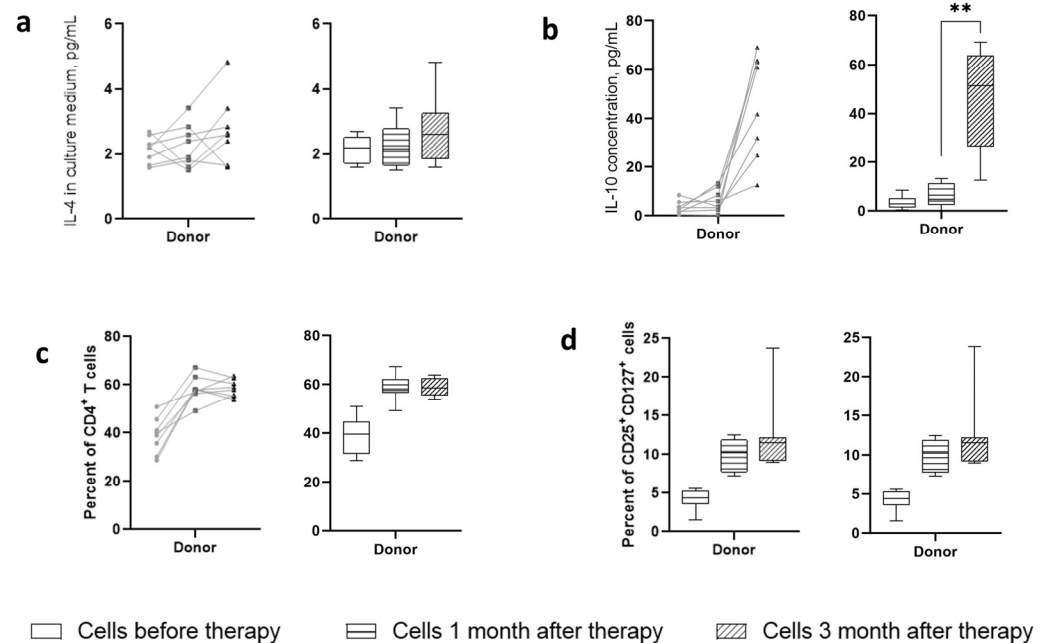 a
IL-4 in culture medium, pg/mL
6
4
2
0
Donor
6
4
2
0
Donor
b
IL-10 concentration, pg/mL
80
60
40
20
0
Donor
**
80
60
40
20
0
Donor
c
Percent of CD4+ T cells
80
60
40
20
0
Donor
80
60
40
20
0
Donor
d
Percent of CD25+CD127+ cells
25
20
15
10
5
0
Donor
25
20
15
10
5
0
Donor
Cells before therapy
Cells 1 month after therapy
Cells 3 month after therapy